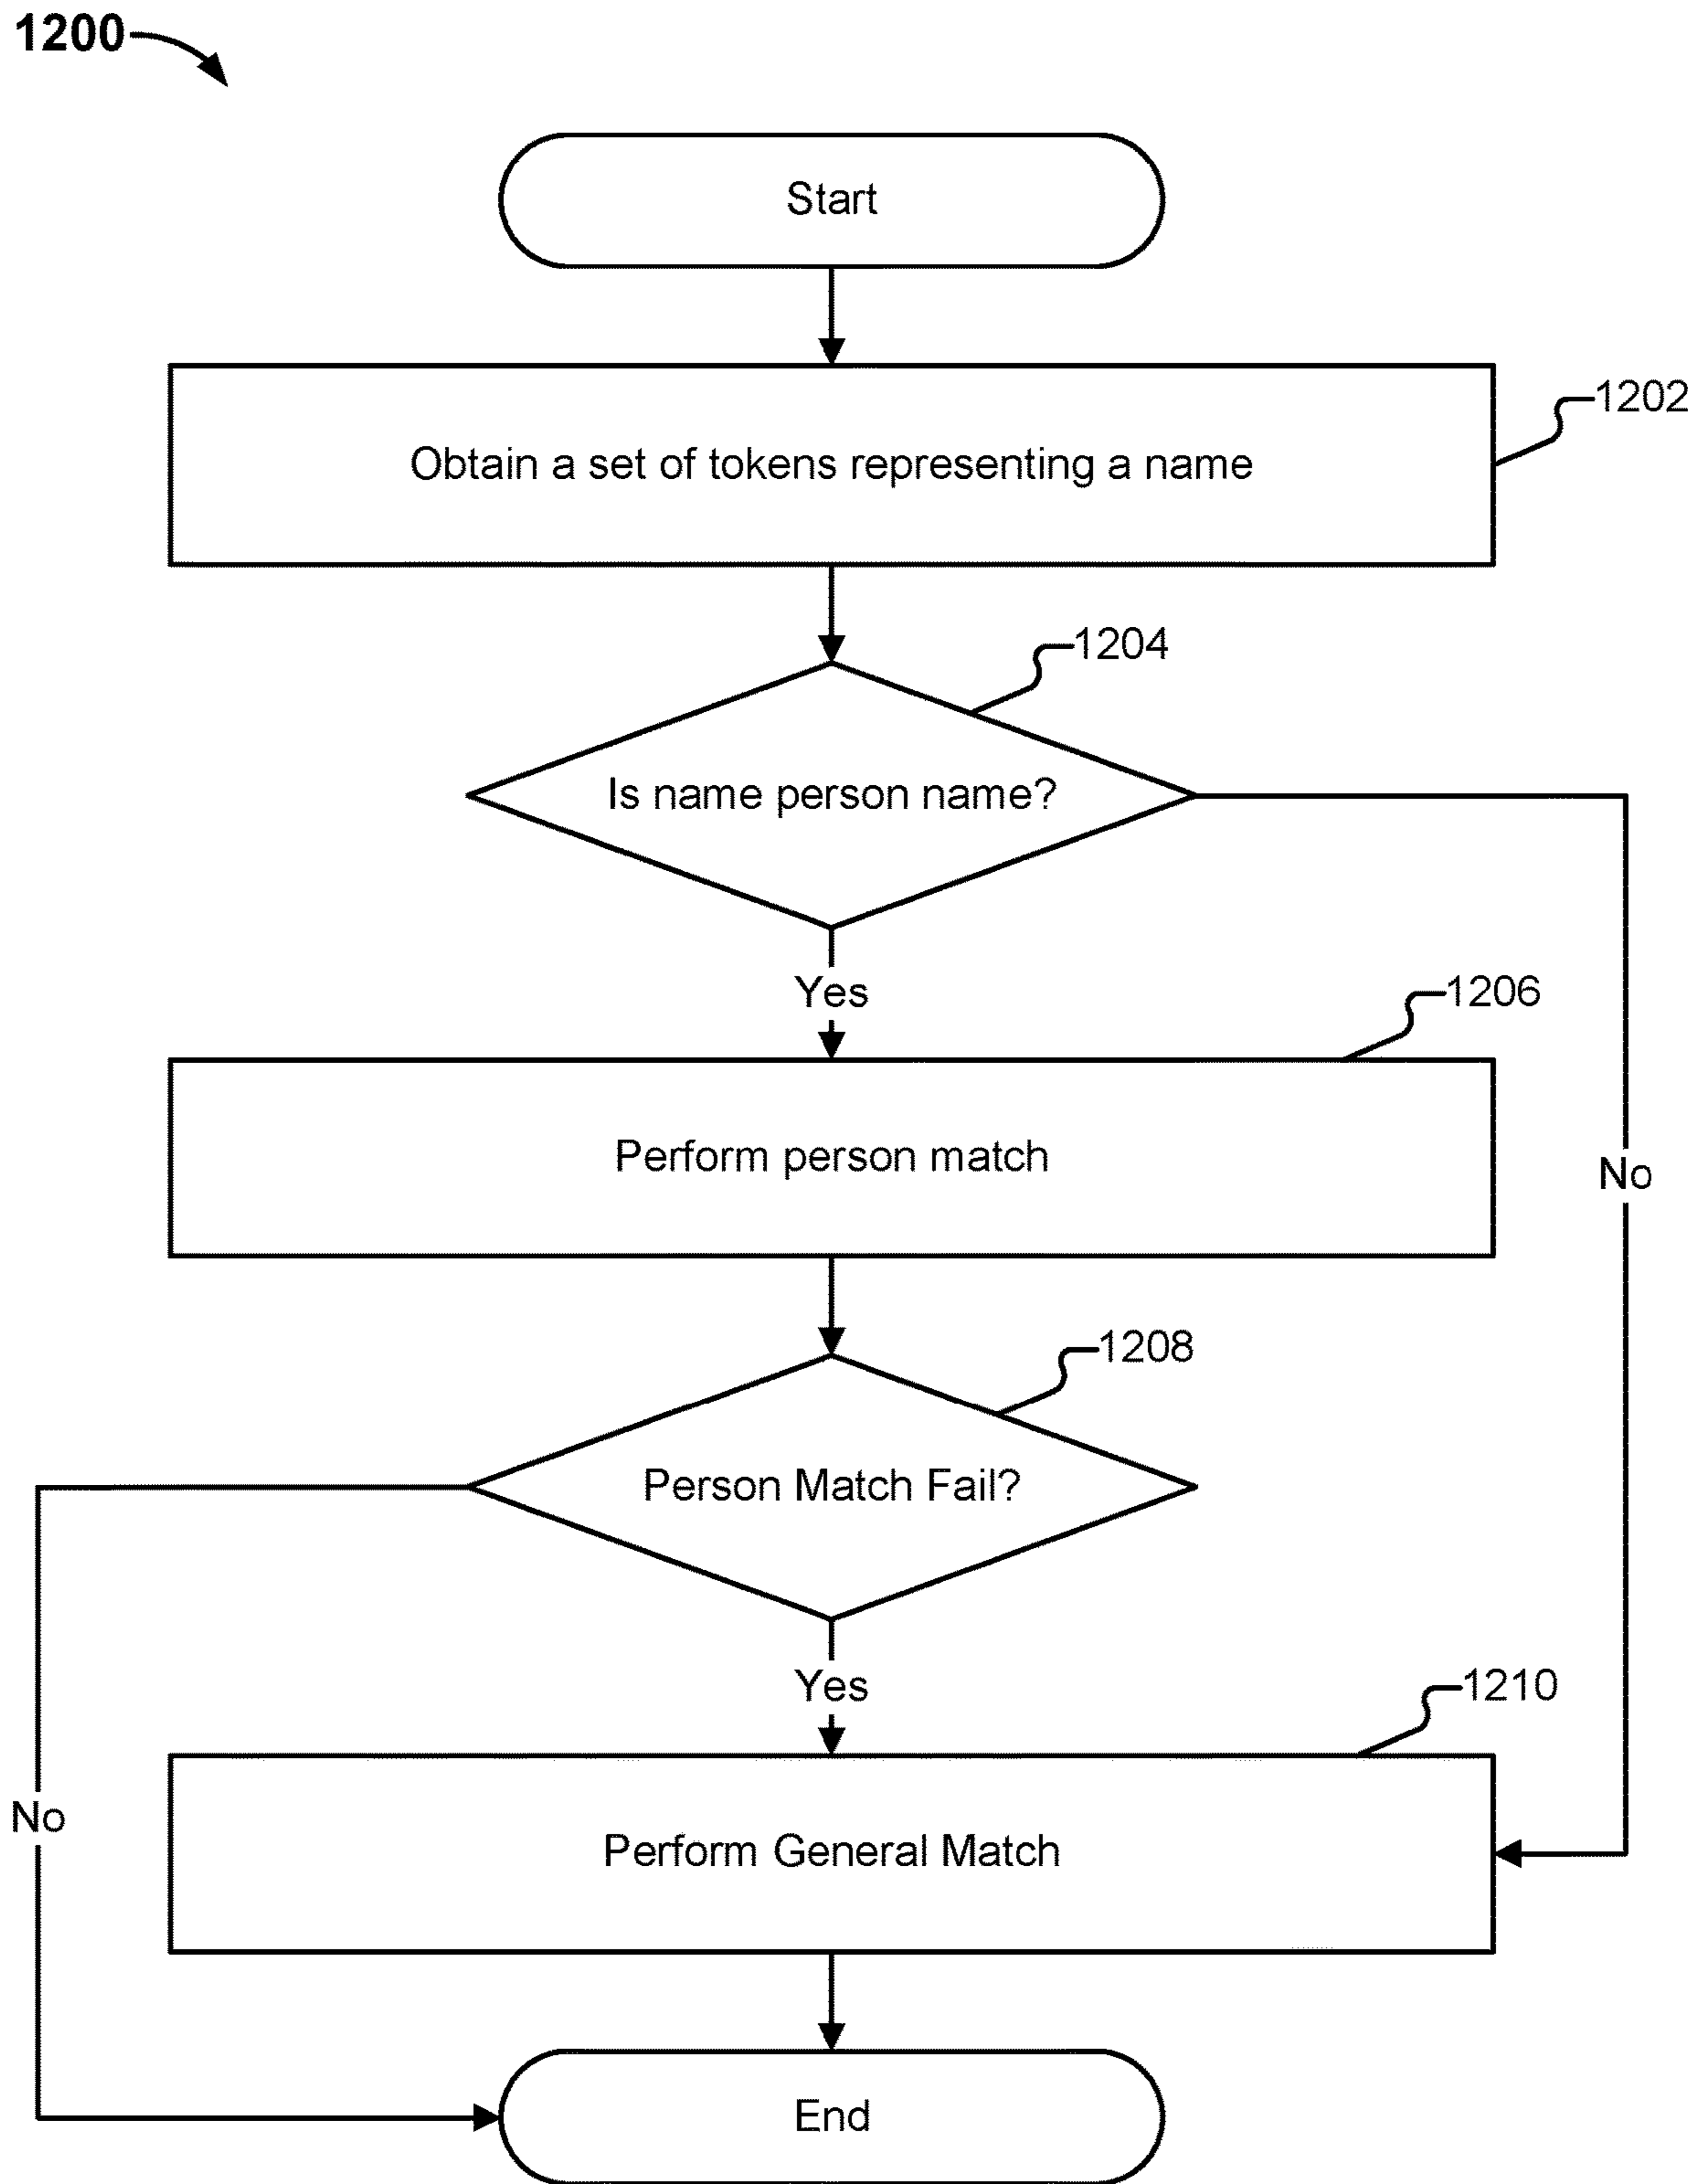 1200
Start
1202
Obtain a set of tokens representing a name
1204
Is name person name?
Yes
1206
Perform person match
No
1208
Person Match Fail?
Yes
1210
No
Perform General Match
End